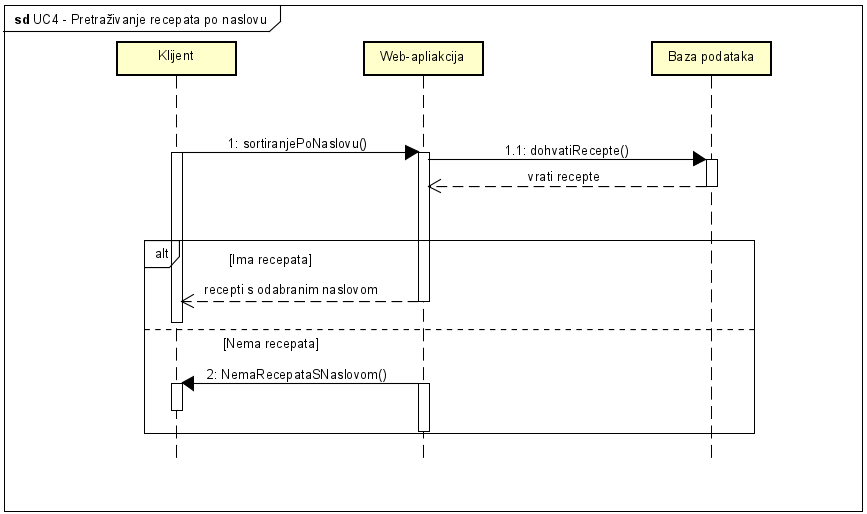 sd UC4 - Pretraživanje recepata po naslovu
Klijent
Web-apliakcija
Baza podataka
1: sortiranjePoNaslovu()
1.1: dohvatiRecepte()
vrati recepte
alt
[Ima recepata]
recepti s odabranim naslovom
[Nema recepata]
2: NemaRecepataSNaslovom()